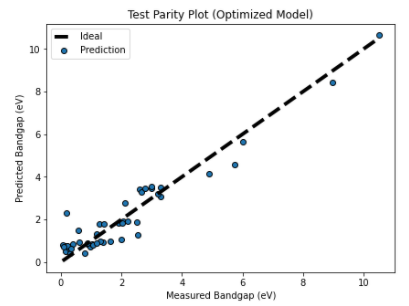 Test Parity Plot (Optimized Model)
Ideal
Prediction
10
8
6
4
2
0
Predicted Bandgap (eV)
0 2 4 6 8 10
Measured Bandgap (eV)